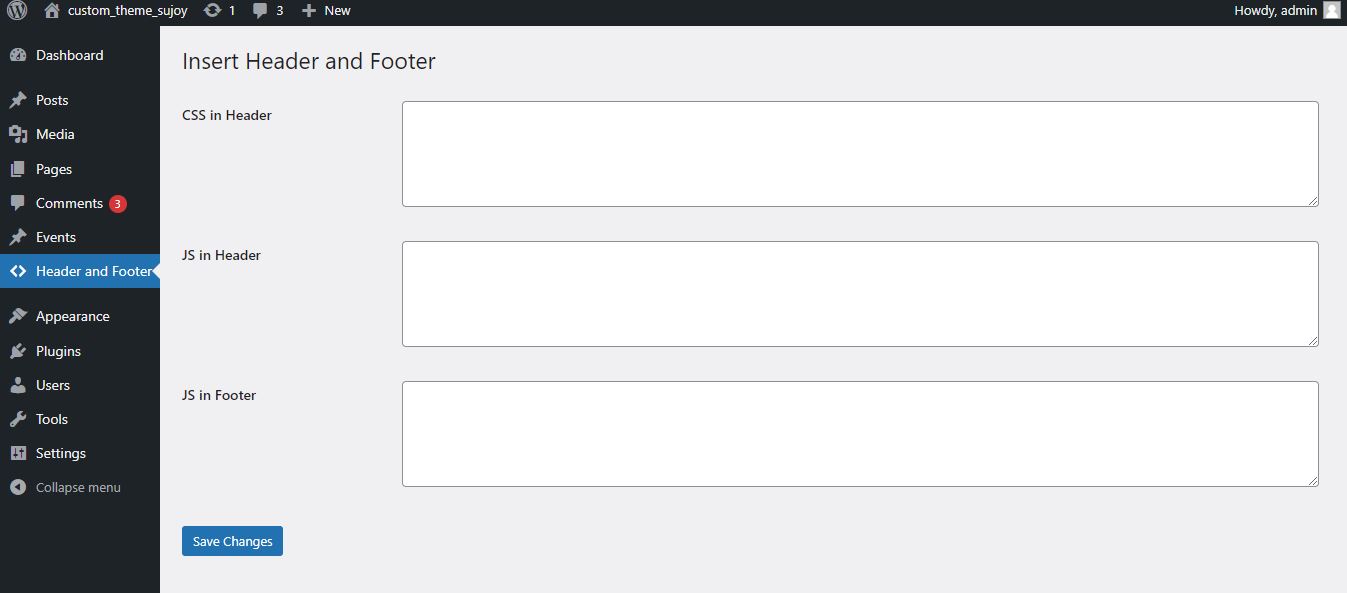 custom_theme_sujoy 1 3 New Howdy, admin
Dashboard
Posts
Media
Pages
Comments 3
Events
Header and Footer
Appearance
Plugins
Users
Tools
Settings
Collapse menu
Insert Header and Footer
CSS in Header
JS in Header
JS in Footer
Save Changes